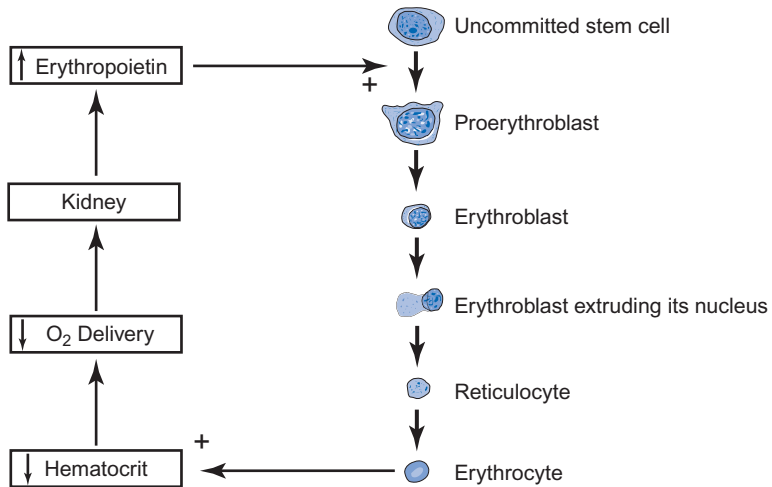 Uncommitted stem cell
Erythropoietin
+
Proerythroblast
Kidney
Erythroblast
Erythroblast extruding its nucleus
O₂ Delivery
Reticulocyte
+
Hematocrit
Erythrocyte